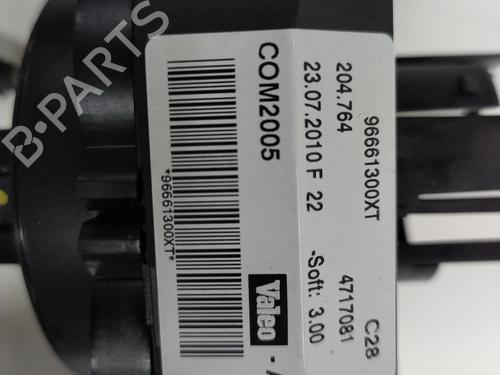 96661300XT C28
204.764 4717081
23.07.2010 F 22 -Soft: 3.00
COM2005
Valeo -
*96661300XT*
B-PARTS